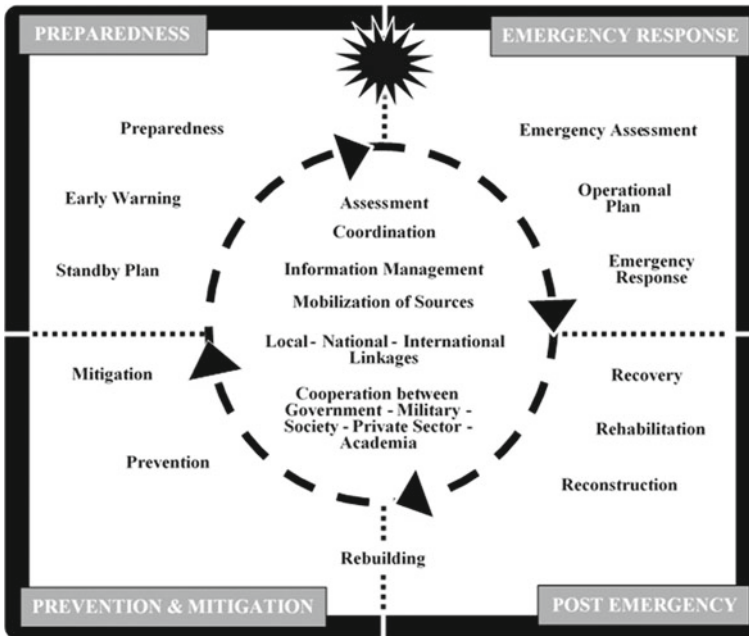 PREPAREDNESS
EMERGENCY RESPONSE
Preparedness
Early Warning
Standby Plan
Emergency Assessment
Operational
Plan
Emergency
Response
Assessment
Coordination
Information Management
Mobilization of Sources
Local - National - International
Linkages
Cooperation between
Government - Military -
Society - Private Sector -
Academia
Mitigation
Prevention
Recovery
Rehabilitation
Reconstruction
Rebuilding
PREVENTION & MITIGATION
POST EMERGENCY